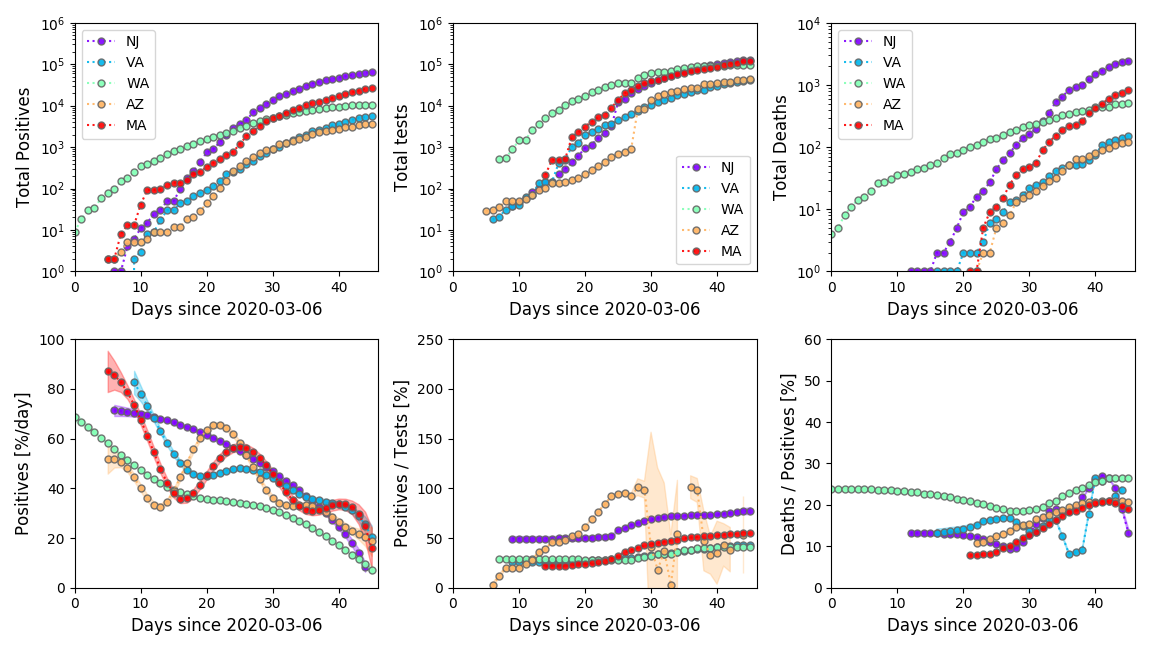 Total Positives
10⁶
10⁵
10⁴
10³
10²
10¹
10⁰
NJ
VA
WA
AZ
MA
0 10 20 30 40
Days since 2020-03-06
Total tests
10⁶
10⁵
10⁴
10³
10²
10¹
10⁰
NJ
VA
WA
AZ
MA
0 10 20 30 40
Days since 2020-03-06
Total Deaths
10⁴
10³
10²
10¹
10⁰
NJ
VA
WA
AZ
MA
0 10 20 30 40
Days since 2020-03-06
Positives [%/day]
100
80
60
40
20
0
0 10 20 30 40
Days since 2020-03-06
Positives / Tests [%]
250
200
150
100
50
0
0 10 20 30 40
Days since 2020-03-06
Deaths / Positives [%]
60
50
40
30
20
10
0
0 10 20 30 40
Days since 2020-03-06